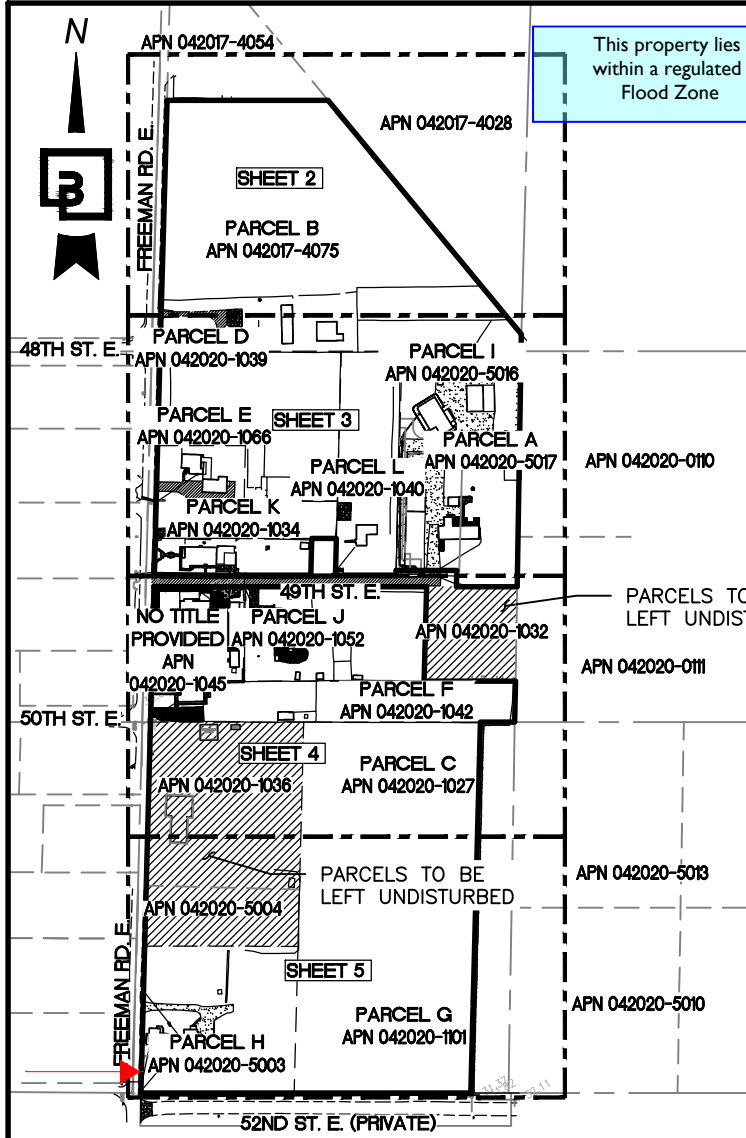 N
APN 042017-4054
This property lies
within a regulated
Flood Zone
APN 042017-4028
B
FREEMAN RD. E.
SHEET 2
PARCEL B
APN 042017-4075
48TH ST. E.
PARCEL D
APN 042020-1039
PARCEL I
APN 042020-5016
PARCEL E
APN 042020-1066
SHEET 3
PARCEL A
APN 042020-5017
APN 042020-0110
PARCEL L
APN 042020-1040
PARCEL K
APN 042020-1034
49TH ST. E.
PARCELS TO
LEFT UNDIST
NO TITLE
PROVIDED
APN
042020-1045
PARCEL J
APN 042020-1052
APN 042020-1032
APN 042020-0111
PARCEL F
APN 042020-1042
50TH ST. E.
SHEET 4
PARCEL C
APN 042020-1027
APN 042020-1036
PARCELS TO BE
LEFT UNDISTURBED
APN 042020-5013
APN 042020-5004
FREEMAN RD. E.
SHEET 5
PARCEL G
APN 042020-1101
APN 042020-5010
PARCEL H
APN 042020-5003
52ND ST. E. (PRIVATE)